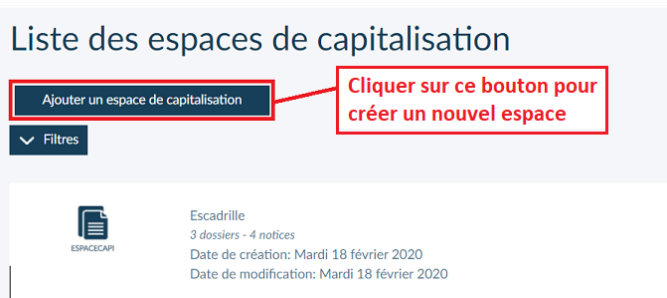 Liste des espaces de capitalisation
Ajouter un espace de capitalisation
Cliquer sur ce bouton pour
créer un nouvel espace
Filtres
ESPACECAPI
Escadrille
3 dossiers - 4 notices
Date de création: Mardi 18 février 2020
Date de modification: Mardi 18 février 2020